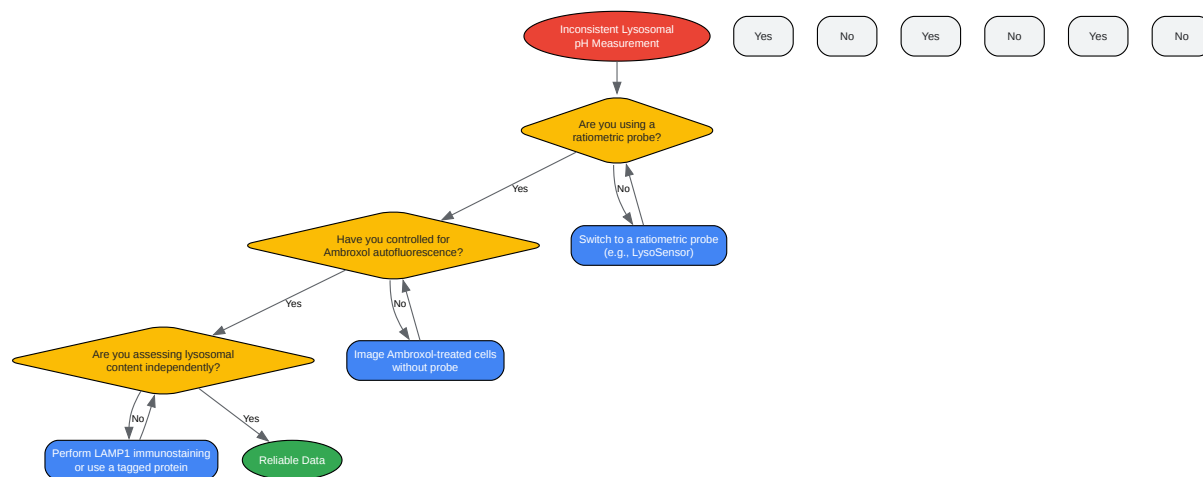 Inconsistent Lysosomal
pH Measurement
Yes
No
Yes
No
Yes
No
Are you using a
ratiometric probe?
Yes
No
Switch to a ratiometric probe
(e.g., LysoSensor)
Have you controlled for
Ambroxol autofluorescence?
Yes
No
Image Ambroxol-treated cells
without probe
Are you assessing lysosomal
content independently?
No
Yes
Perform LAMP1 immunostaining
or use a tagged protein
Reliable Data